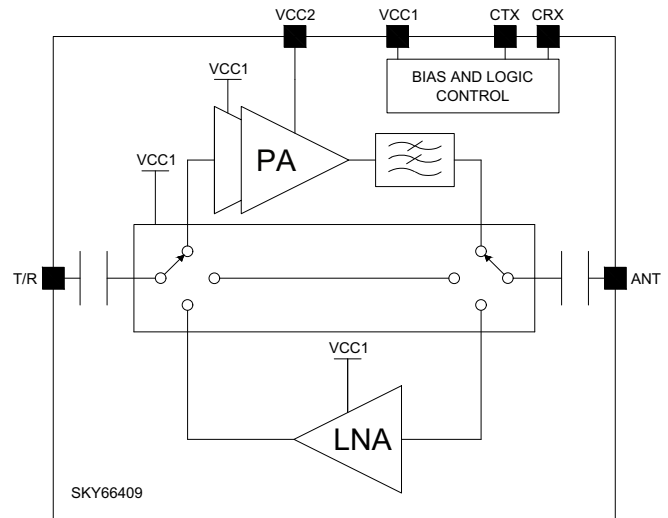 VCC2
VCC1
CTX
CRX
BIAS AND LOGIC
CONTROL
VCC1
PA
VCC1
T/R
ANT
VCC1
LNA
SKY66409